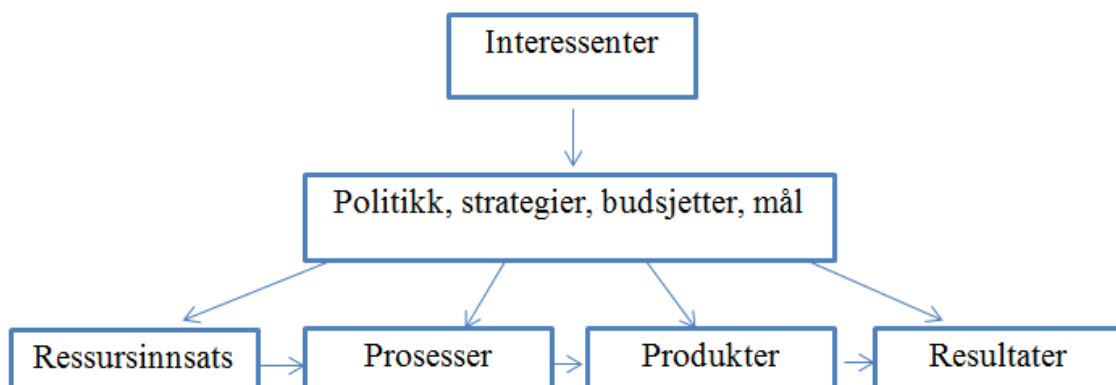 Interessenter
Politikk, strategier, budsjetter, mål
Ressursinnsats
Prosesser
Produkter
Resultater